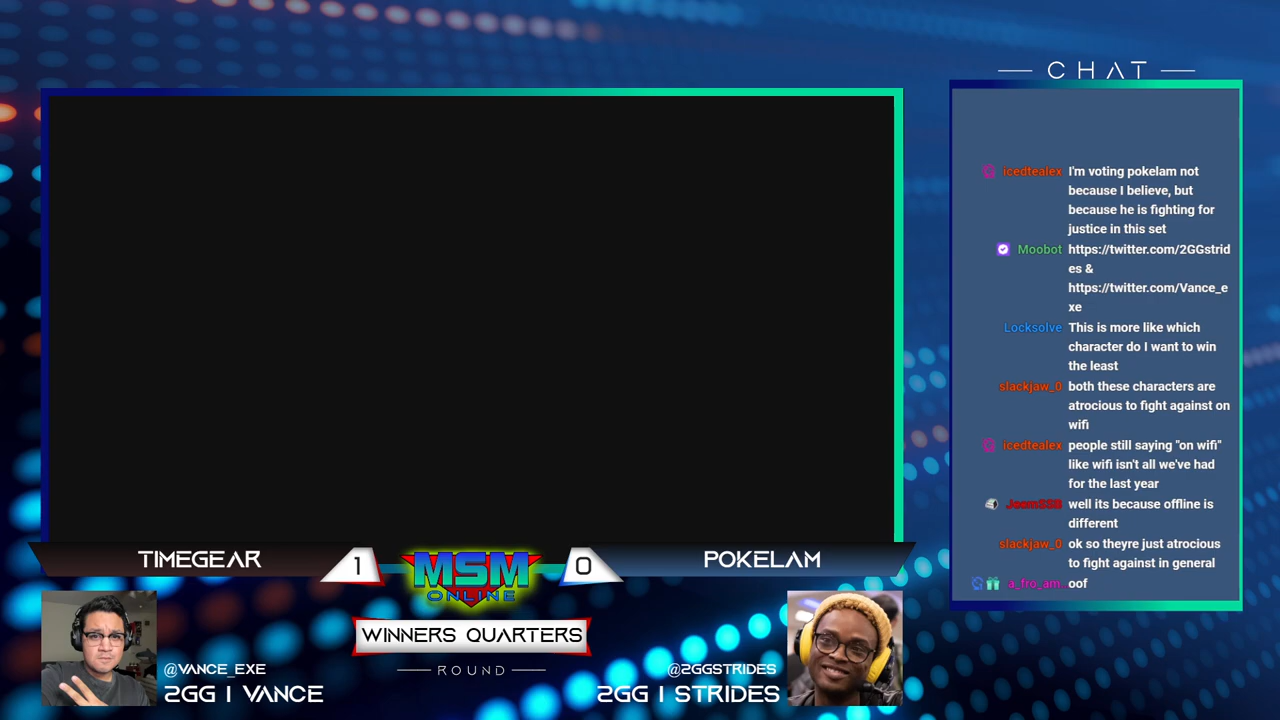 CHAT
icedtealex I'm voting pokelam not
because I believe, but
because he is fighting for
justice in this set
Moobot https://twitter.com/2GGstrid
es &
https://twitter.com/Vance_e
xe
Locksolve This is more like which
character do I want to win
the least
slackjaw_0 both these characters are
atrocious to fight against on
wifi
icedtealex people still saying "on wifi"
like wifi isn't all we've had
for the last year
JeemSSB well its because offline is
different
slackjaw_0 ok so theyre just atrocious
to fight against in general
a_fro_am.. oof
TIMEGEAR 1 MSM ONLINE 0 POKELAM
WINNERS QUARTERS
ROUND
@VANCE_EXE
2GG | VANCE
@2GGSTRIDES
2GG | STRIDES